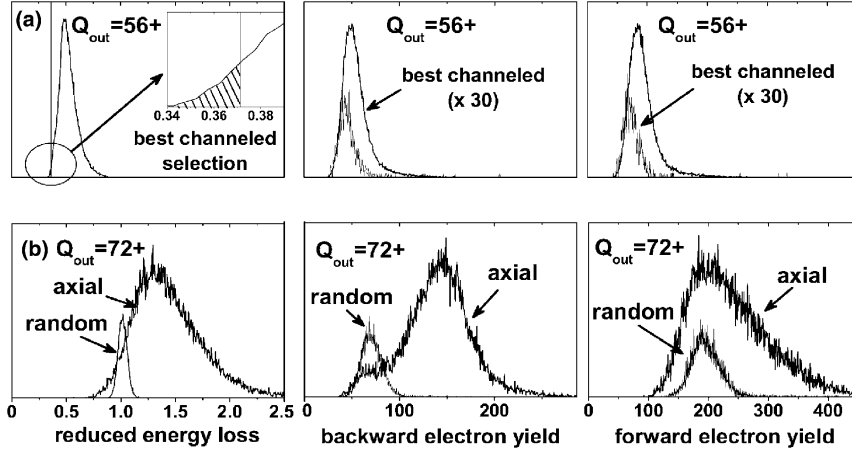 (a) Q_out=56+
0.34 0.36 0.38
best channeled
selection
Q_out=56+
best channeled
(x 30)
Q_out=56+
best channeled
(x 30)
(b) Q_out=72+
axial
random
Q_out=72+
random
axial
Q_out=72+
axial
random
0 0.5 1.0 1.5 2.0 2.5
reduced energy loss
0 100 200
backward electron yield
0 100 200 300 400
forward electron yield